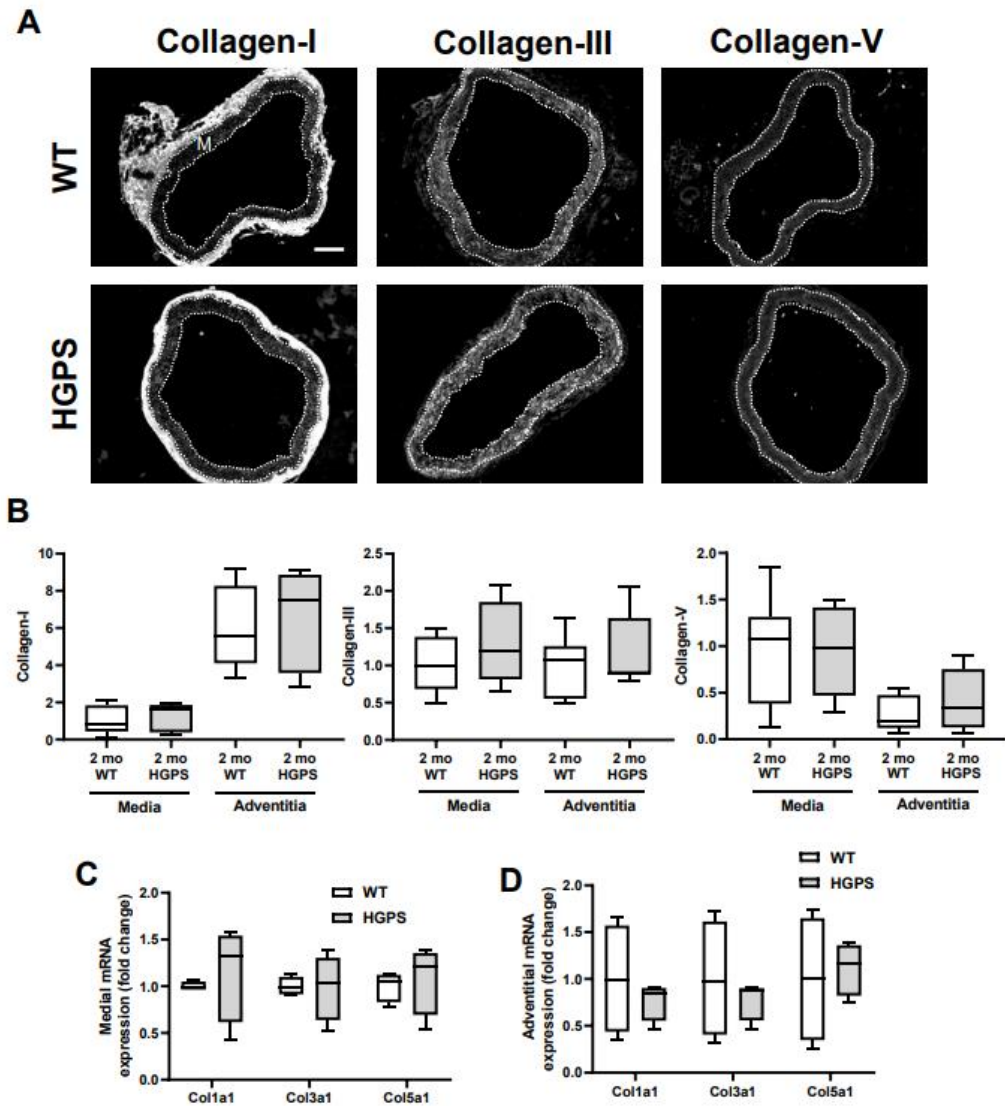 A
Collagen-I
Collagen-III
Collagen-V
WT
M
HGPS
B
Collagen-I
10
8
6
4
2
0
2 mo WT
2 mo HGPS
2 mo WT
2 mo HGPS
Media
Adventitia
Collagen-III
2.5
2.0
1.5
1.0
0.5
0.0
2 mo WT
2 mo HGPS
2 mo WT
2 mo HGPS
Media
Adventitia
Collagen-V
2.0
1.5
1.0
0.5
0.0
2 mo WT
2 mo HGPS
2 mo WT
2 mo HGPS
Media
Adventitia
C
WT
HGPS
Medial mRNA
expression (fold change)
2.0
1.5
1.0
0.5
0.0
Col1a1
Col3a1
Col5a1
D
WT
HGPS
Adventitial mRNA
expression (fold change)
2.0
1.5
1.0
0.5
0.0
Col1a1
Col3a1
Col5a1